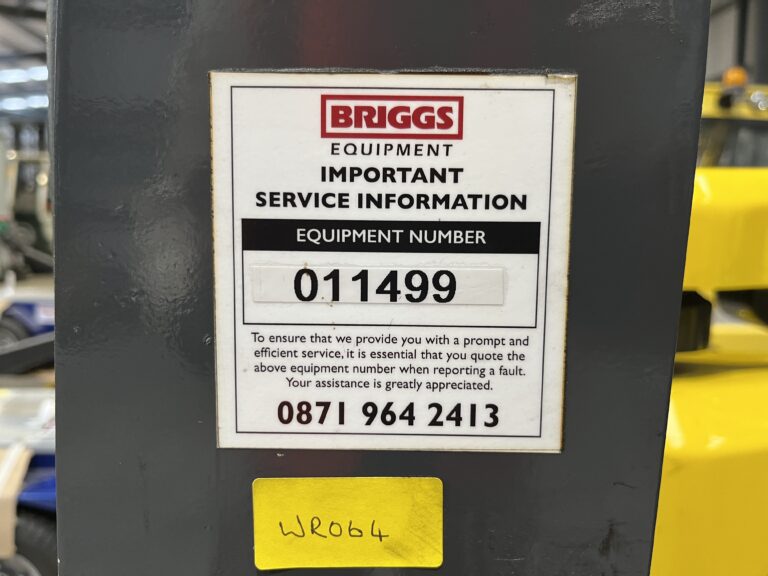 BRIGGS
EQUIPMENT
IMPORTANT
SERVICE INFORMATION
EQUIPMENT NUMBER
011499
To ensure that we provide you with a prompt and
efficient service, it is essential that you quote the
above equipment number when reporting a fault.
Your assistance is greatly appreciated.
0871 964 2413
WR064